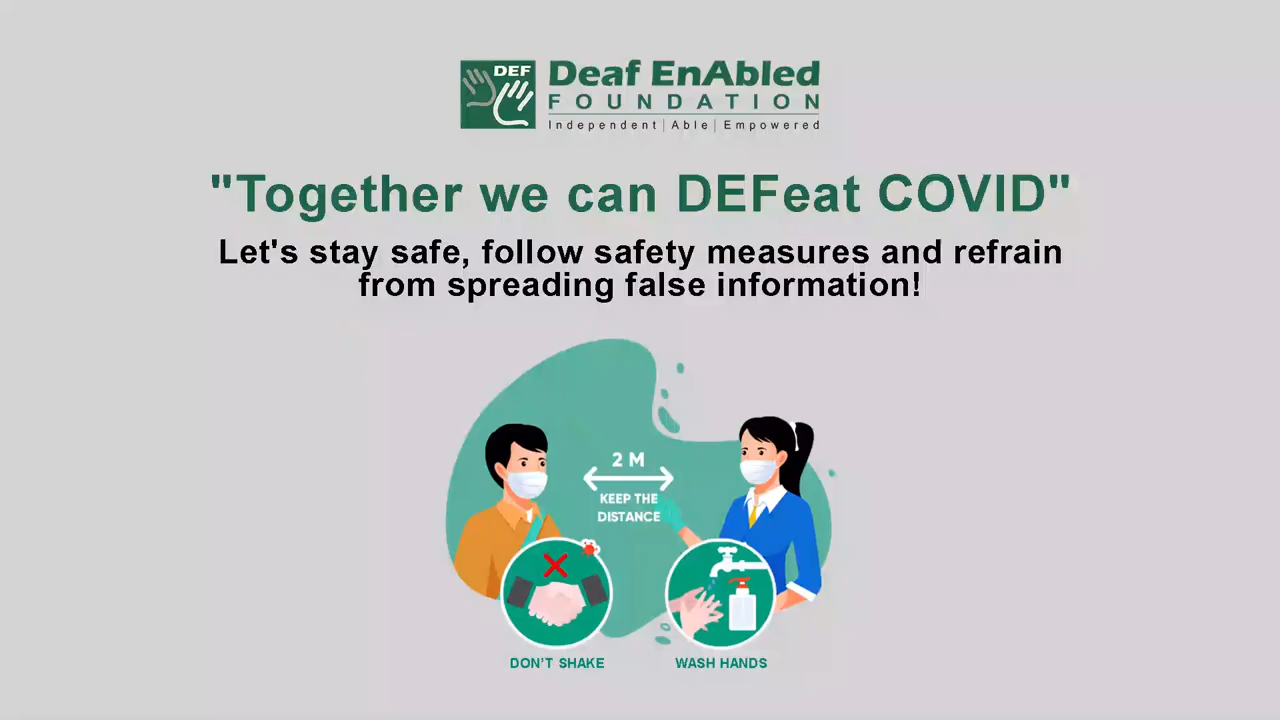 DEF
Deaf EnAbled
FOUNDATION
Independent | Able | Empowered
"Together we can DEFeat COVID"
Let's stay safe, follow safety measures and refrain
from spreading false information!
2 M
KEEP THE
DISTANCE
DON'T SHAKE
WASH HANDS